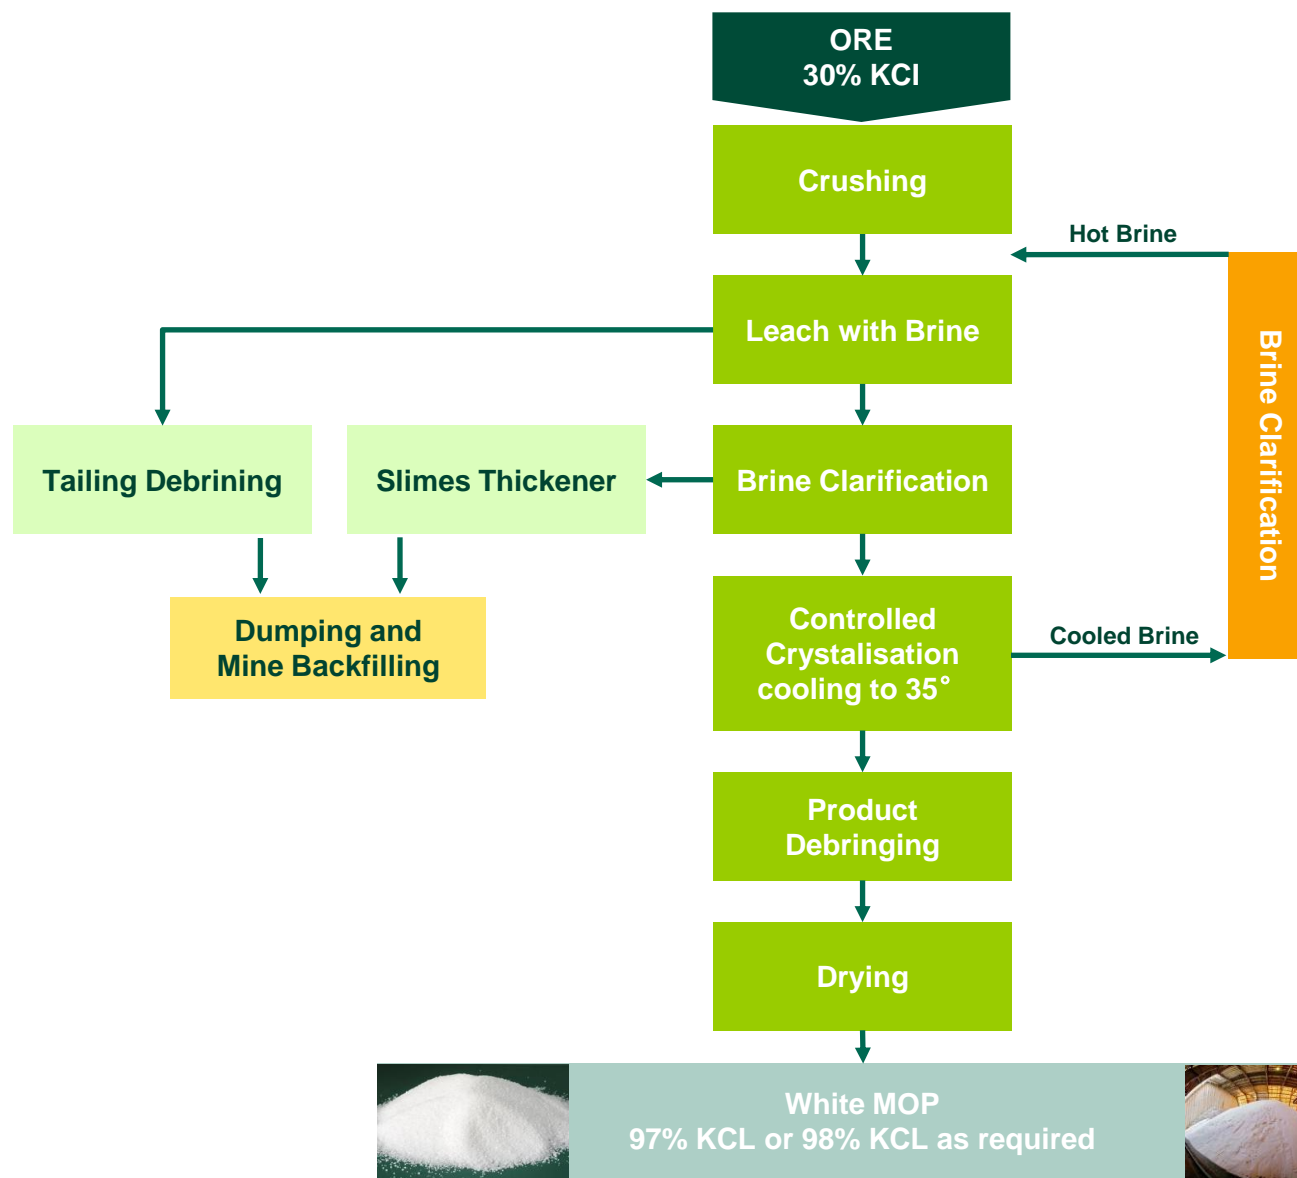 ORE
30% KCl
Crushing
Hot Brine
Leach with Brine
Brine Clarification
Tailing Debrining
Slimes Thickener
Brine Clarification
Dumping and
Mine Backfilling
Controlled
Crystalisation
cooling to 35°
Cooled Brine
Product
Debringing
Drying
White MOP
97% KCL or 98% KCL as required